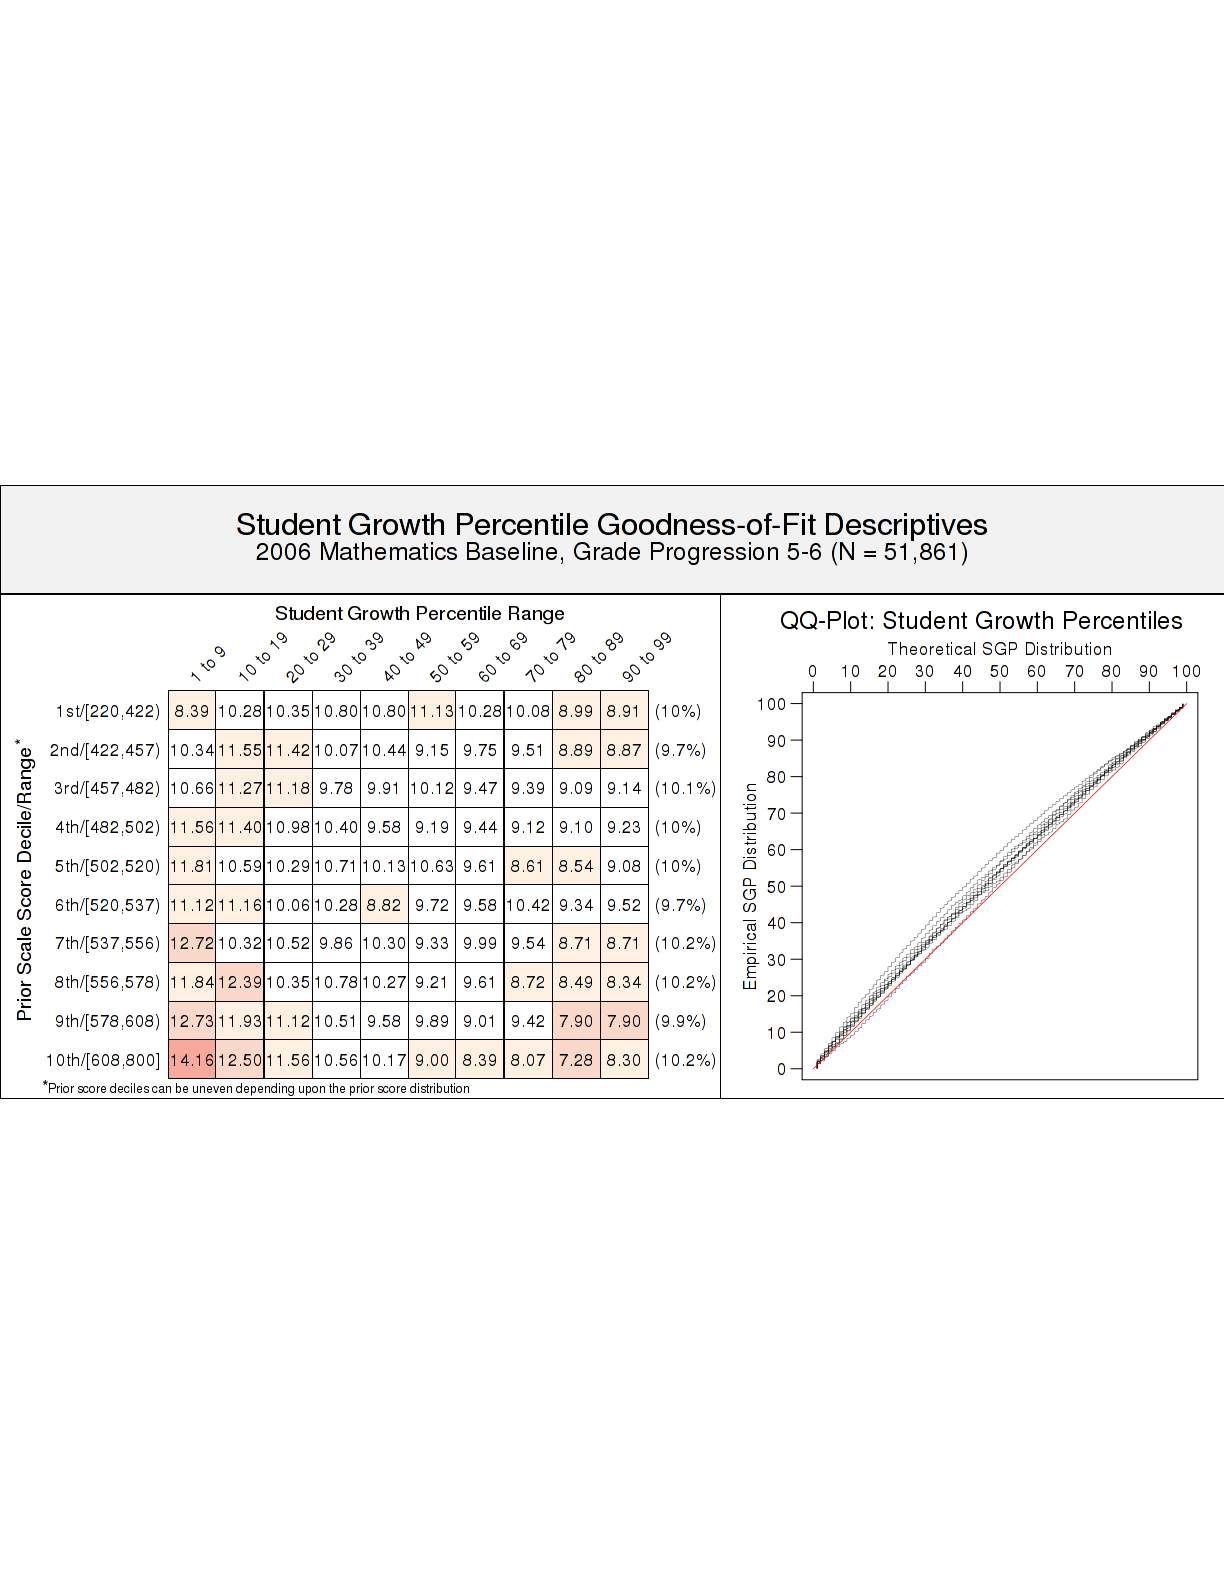 Student Growth Percentile Goodness-of-Fit Descriptives
2006 Mathematics Baseline, Grade Progression 5-6 (N = 51,861)
Student Growth Percentile Range
1 to 9 10 to 19 20 to 29 30 to 39 40 to 49 50 to 59 60 to 69 70 to 79 80 to 89 90 to 99
Prior Scale Score Decile/Range*
1st/[220,422) 8.39 10.28 10.35 10.80 10.80 11.13 10.28 10.08 8.99 8.91 (10%)
2nd/[422,457) 10.34 11.55 11.42 10.07 10.44 9.15 9.75 9.51 8.89 8.87 (9.7%)
3rd/[457,482) 10.66 11.27 11.18 9.78 9.91 10.12 9.47 9.39 9.09 9.14 (10.1%)
4th/[482,502) 11.56 11.40 10.98 10.40 9.58 9.19 9.44 9.12 9.10 9.23 (10%)
5th/[502,520) 11.81 10.59 10.29 10.71 10.13 10.63 9.61 8.61 8.54 9.08 (10%)
6th/[520,537) 11.12 11.16 10.06 10.28 8.82 9.72 9.58 10.42 9.34 9.52 (9.7%)
7th/[537,556) 12.72 10.32 10.52 9.86 10.30 9.33 9.99 9.54 8.71 8.71 (10.2%)
8th/[556,578) 11.84 12.39 10.35 10.78 10.27 9.21 9.61 8.72 8.49 8.34 (10.2%)
9th/[578,608) 12.73 11.93 11.12 10.51 9.58 9.89 9.01 9.42 7.90 7.90 (9.9%)
10th/[608,800] 14.16 12.50 11.56 10.56 10.17 9.00 8.39 8.07 7.28 8.30 (10.2%)
*Prior score deciles can be uneven depending upon the prior score distribution
QQ-Plot: Student Growth Percentiles
Theoretical SGP Distribution
0 10 20 30 40 50 60 70 80 90 100
Empirical SGP Distribution
100
90
80
70
60
50
40
30
20
10
0